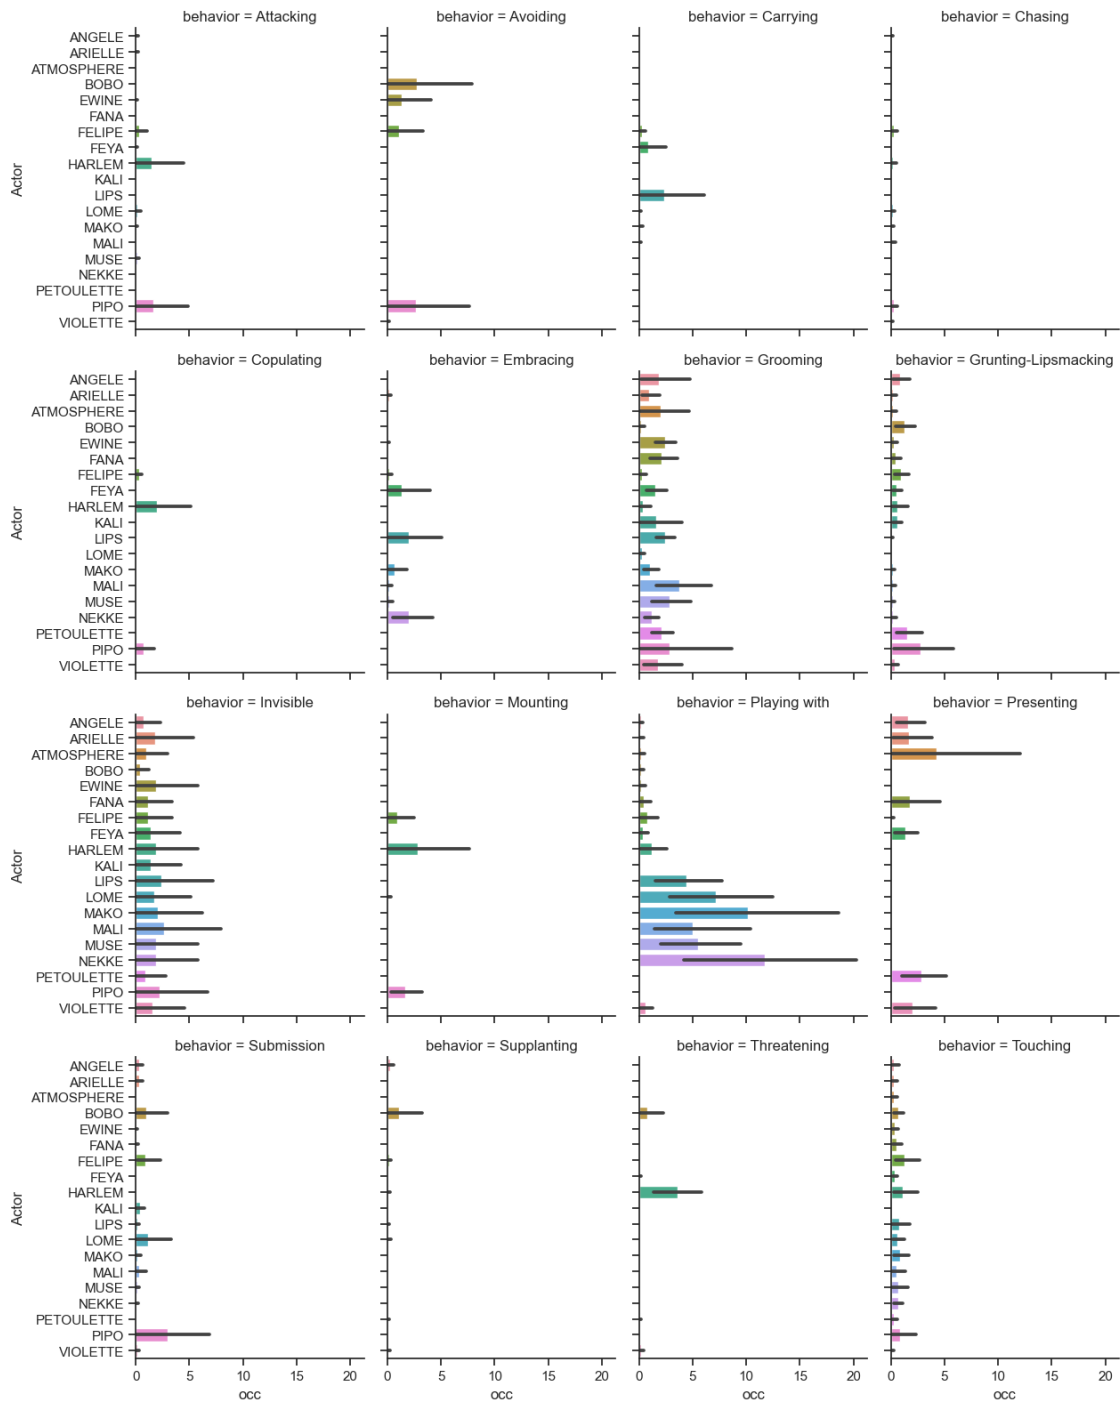 behavior = Attacking behavior = Avoiding behavior = Carrying behavior = Chasing
Actor
ANGELE
ARIELLE
ATMOSPHERE
BOBO
EWINE
FANA
FELIPE
FEYA
HARLEM
KALI
LIPS
LOME
MAKO
MALI
MUSE
NEKKE
PETOULETTE
PIPO
VIOLETTE
behavior = Copulating behavior = Embracing behavior = Grooming behavior = Grunting-Lipsmacking
Actor
ANGELE
ARIELLE
ATMOSPHERE
BOBO
EWINE
FANA
FELIPE
FEYA
HARLEM
KALI
LIPS
LOME
MAKO
MALI
MUSE
NEKKE
PETOULETTE
PIPO
VIOLETTE
behavior = Invisible behavior = Mounting behavior = Playing with behavior = Presenting
Actor
ANGELE
ARIELLE
ATMOSPHERE
BOBO
EWINE
FANA
FELIPE
FEYA
HARLEM
KALI
LIPS
LOME
MAKO
MALI
MUSE
NEKKE
PETOULETTE
PIPO
VIOLETTE
behavior = Submission behavior = Supplanting behavior = Threatening behavior = Touching
Actor
ANGELE
ARIELLE
ATMOSPHERE
BOBO
EWINE
FANA
FELIPE
FEYA
HARLEM
KALI
LIPS
LOME
MAKO
MALI
MUSE
NEKKE
PETOULETTE
PIPO
VIOLETTE
0 5 10 15 20 0 5 10 15 20 0 5 10 15 20 0 5 10 15 20
occ occ occ occ